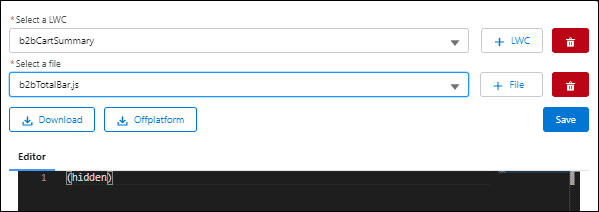 * Select a LWC
b2bCartSummary
+ LWC
* Select a file
b2bTotalBar.js
+ File
Download
Offplatform
Save
Editor
1 (hidden)